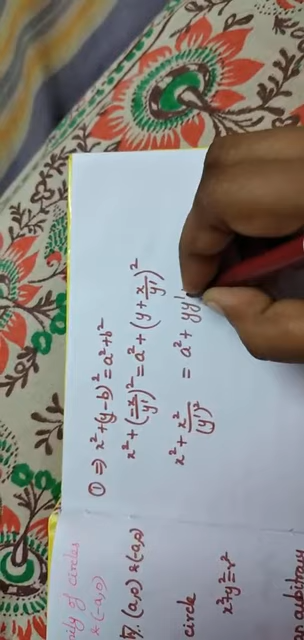 ① ⇒ x²+(y-b)²=a²+b²
x²+(-x/y')²=a²+(y+x/y')²
x²+x²/(y')² = a²+yy'
of circles
&(-a,0)
(a,0) &(-a,0)
circle
x²+y²=r²